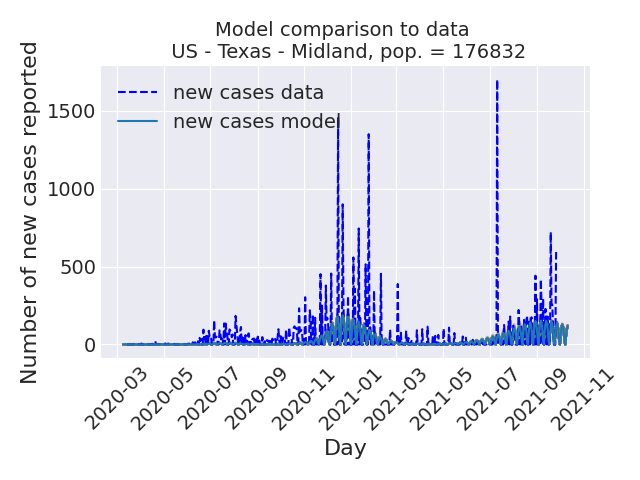 Model comparison to data
US - Texas - Midland, pop. = 176832
Number of new cases reported
new cases data
new cases model
1500
1000
500
0
2020-03
2020-05
2020-07
2020-09
2020-11
2021-01
2021-03
2021-05
2021-07
2021-09
2021-11
Day